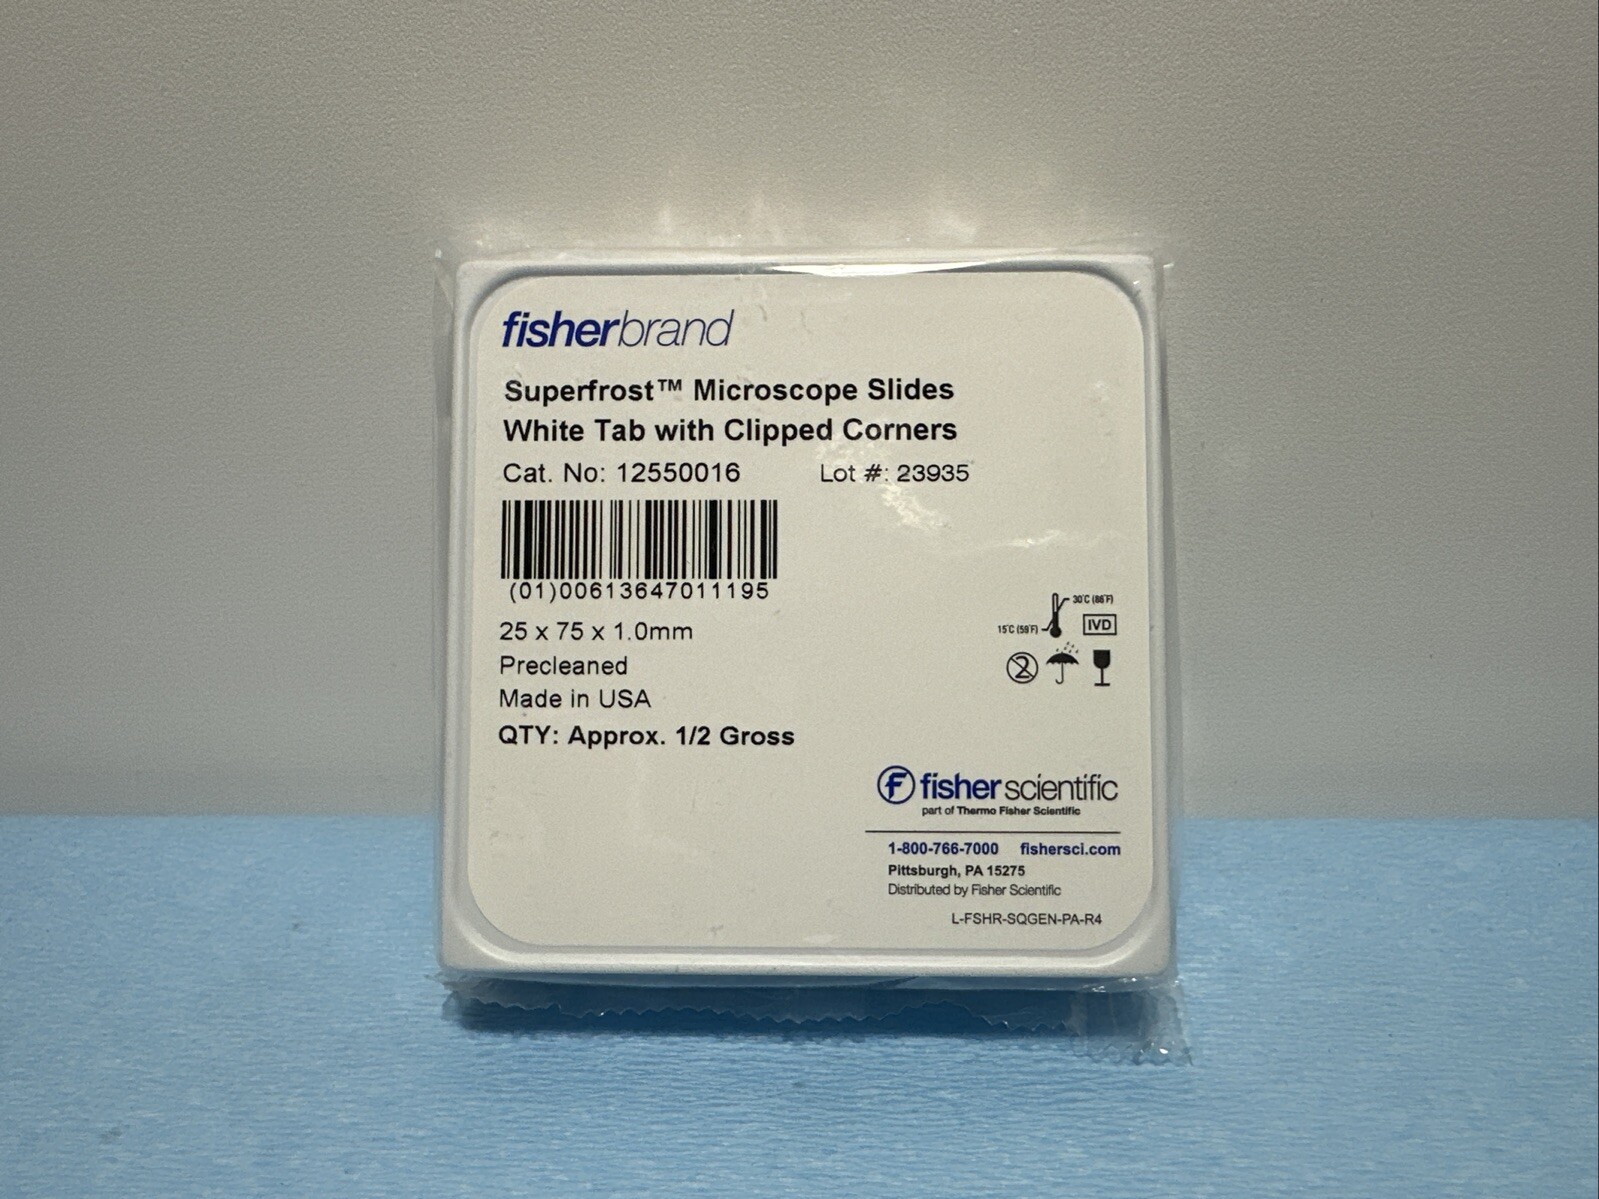 fisherbrand
Superfrost™ Microscope Slides
White Tab with Clipped Corners
Cat. No: 12550016 Lot #: 23935
(01)00613647011195
25 x 75 x 1.0mm
Precleaned
Made in USA
QTY: Approx. 1/2 Gross
30°C (86°F)
15°C (59°F)
IVD
2
fisher scientific
part of Thermo Fisher Scientific
1-800-766-7000 fishersci.com
Pittsburgh, PA 15275
Distributed by Fisher Scientific
L-FSHR-SQGEN-PA-R4